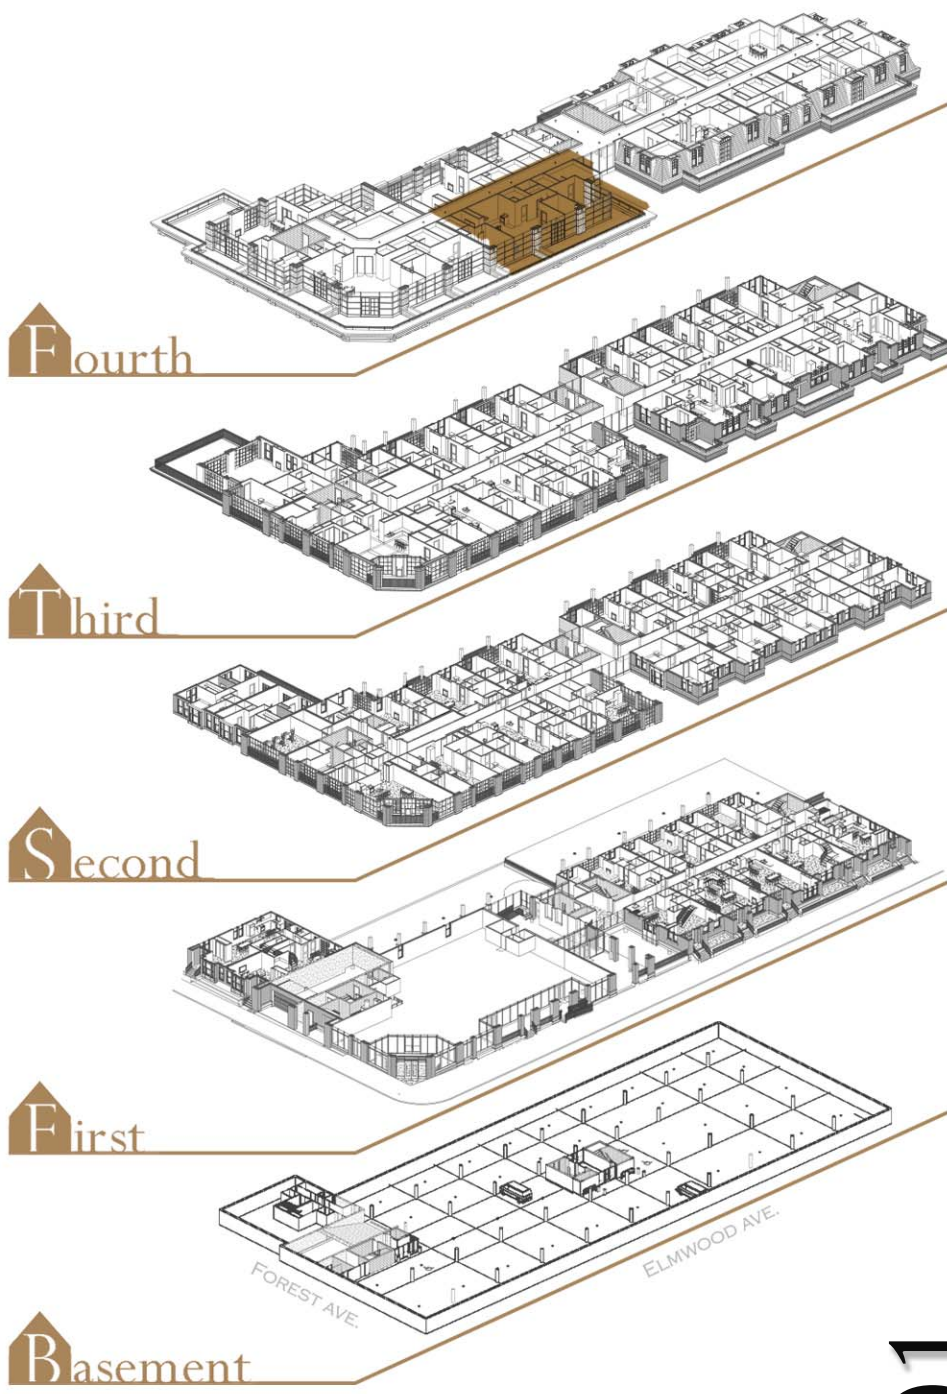 Fourth
Third
Second
First
FOREST AVE.
ELMWOOD AVE.
Basement